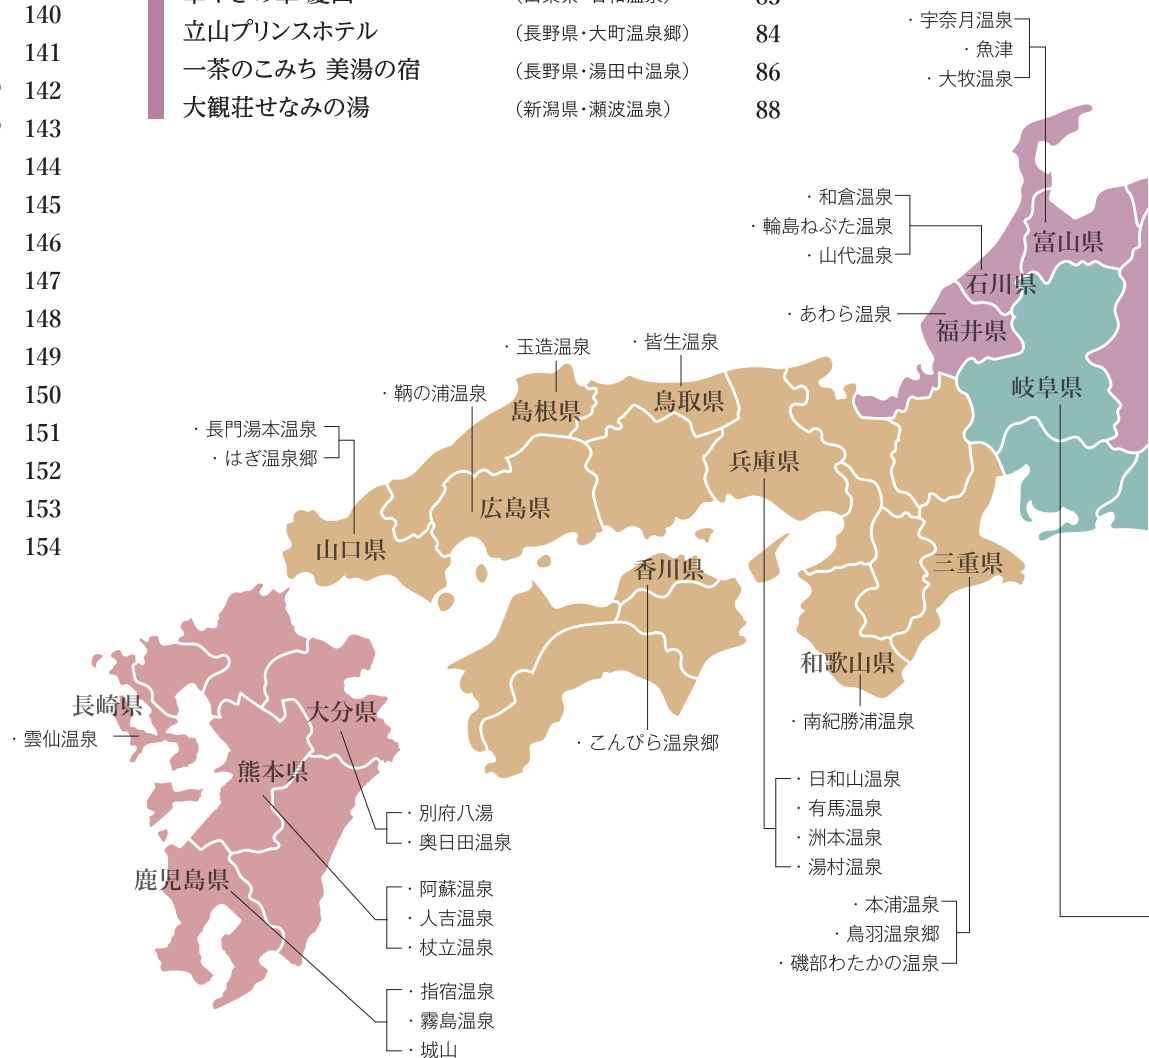 140
141
142
143
144
145
146
147
148
149
150
151
152
153
154
立山プリンスホテル （長野県・大町温泉郷） 84
一茶のこみち 美湯の宿 （長野県・湯田中温泉） 86
大観荘せなみの湯 （新潟県・瀬波温泉） 88
・宇奈月温泉
・魚津
・大牧温泉
富山県
・和倉温泉
・輪島ねぶた温泉
・山代温泉
石川県
・あわら温泉
福井県
岐阜県
・玉造温泉
島根県
・皆生温泉
鳥取県
・鞆の浦温泉
広島県
・長門湯本温泉
・はぎ温泉郷
山口県
兵庫県
香川県
三重県
和歌山県
・南紀勝浦温泉
・こんぴら温泉郷
・日和山温泉
・有馬温泉
・洲本温泉
・湯村温泉
・本浦温泉
・鳥羽温泉郷
・磯部わたかの温泉
長崎県
・雲仙温泉
大分県
熊本県
鹿児島県
・別府八湯
・奥日田温泉
・阿蘇温泉
・人吉温泉
・杖立温泉
・指宿温泉
・霧島温泉
・城山